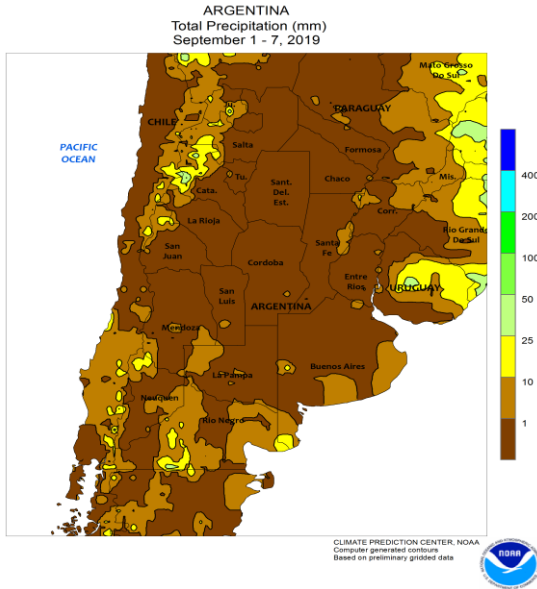 ARGENTINA
Total Precipitation (mm)
September 1 - 7, 2019
Mato Grosso
Do Sul
PARAGUAY
CHILE
PACIFIC
OCEAN
Salta
Formosa
Tu.
Chaco
Mis.
Cata.
Sant.
Del.
Est.
Corr.
La Rioja
Rio Grande
Do Sul
San
Juan
Santa
Fe
Cordoba
Entre
Rios
URUGUAY
San
Luis
ARGENTINA
Mendoza
Buenos Aires
La Pampa
Neuquen
Rio Negro
400
200
100
50
25
10
1
CLIMATE PREDICTION CENTER, NOAA
Computer generated contours
Based on preliminary gridded data
NOAA